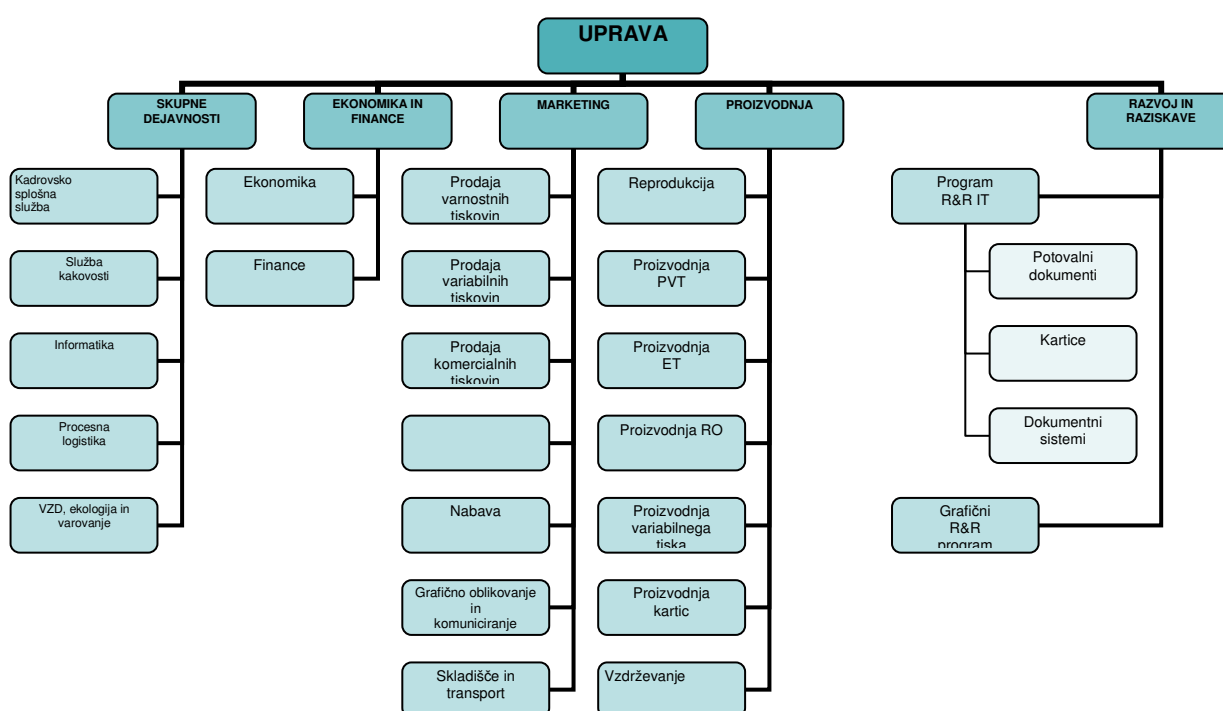 UPRAVA
SKUPNE
DEJAVNOSTI
EKONOMIKA IN
FINANCE
MARKETING
PROIZVODNJA
RAZVOJ IN
RAZISKAVE
Kadrovsko
splošna
služba
Služba
kakovosti
Informatika
Procesna
logistika
VZD, ekologija in
varovanje
Ekonomika
Finance
Prodaja
varnostnih
tiskovin
Prodaja
variabilnih
tiskovin
Prodaja
komercialnih
tiskovin
Nabava
Grafično oblikovanje
in
komuniciranje
Skladišče in
transport
Reprodukcija
Proizvodnja
PVT
Proizvodnja
ET
Proizvodnja RO
Proizvodnja
variabilnega
tiska
Proizvodnja
kartic
Vzdrževanje
Program
R&R IT
Potovalni
dokumenti
Kartice
Dokumentni
sistemi
Grafični
R&R
program